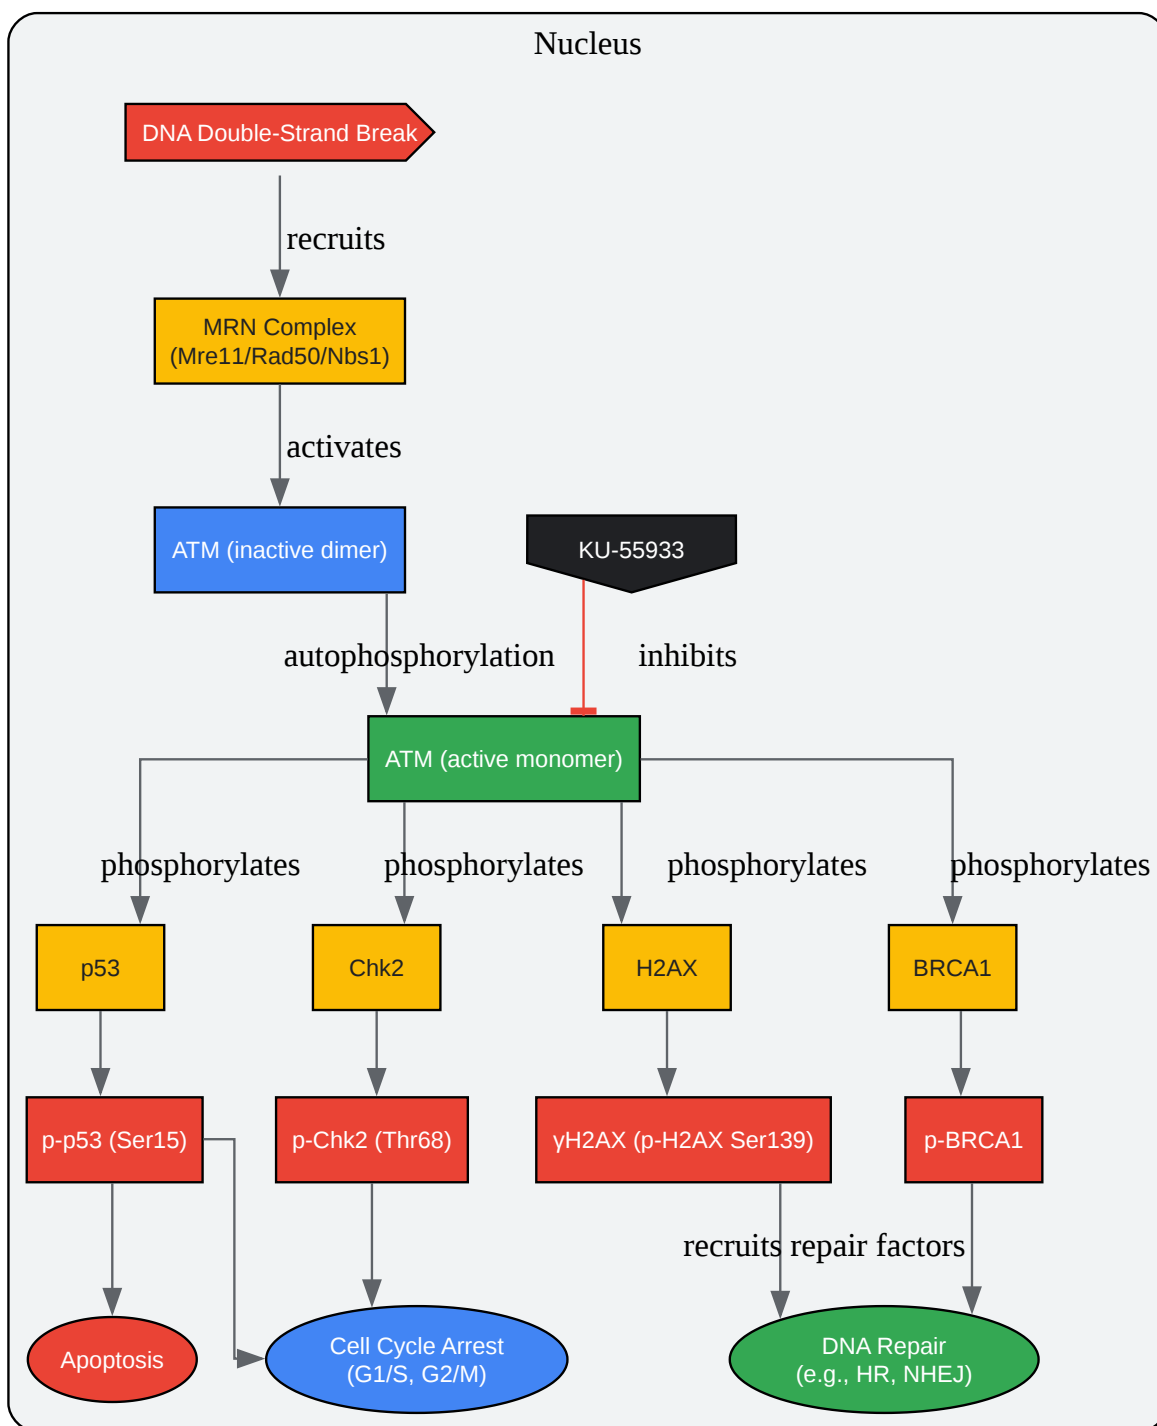 Nucleus
DNA Double-Strand Break
recruits
MRN Complex
(Mre11/Rad50/Nbs1)
activates
ATM (inactive dimer)
KU-55933
autophosphorylation
inhibits
ATM (active monomer)
phosphorylates
phosphorylates
phosphorylates
phosphorylates
p53
Chk2
H2AX
BRCA1
p-p53 (Ser15)
p-Chk2 (Thr68)
γH2AX (p-H2AX Ser139)
p-BRCA1
recruits repair factors
Apoptosis
Cell Cycle Arrest
(G1/S, G2/M)
DNA Repair
(e.g., HR, NHEJ)